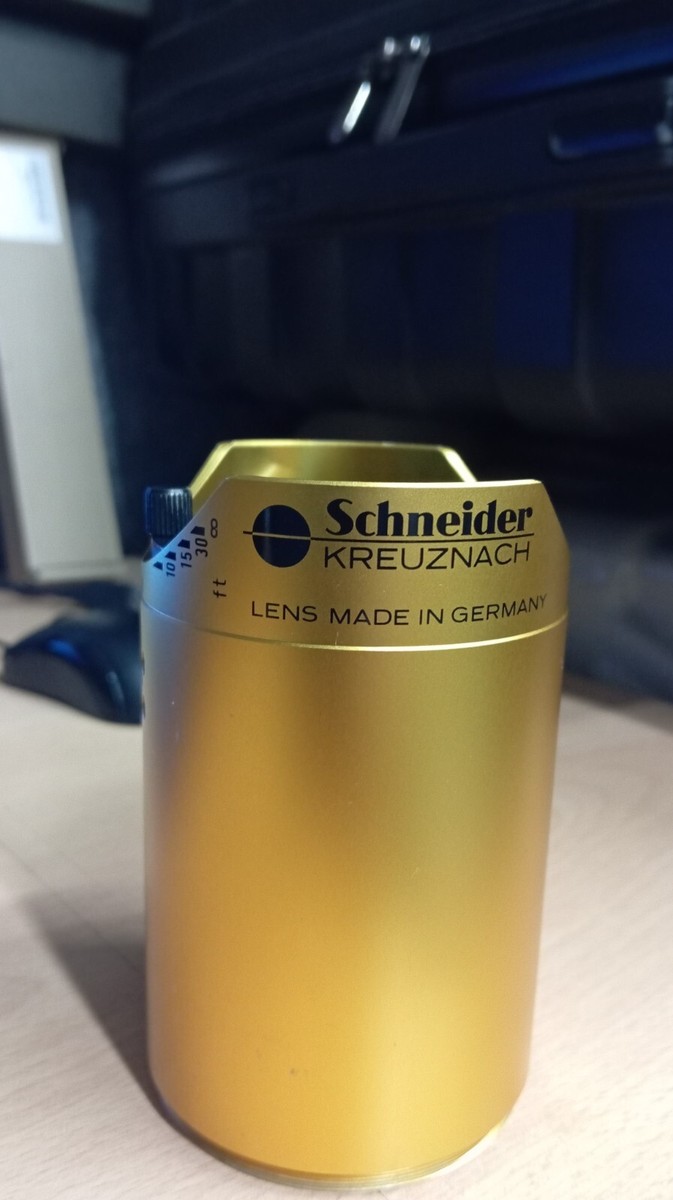 Schneider
KREUZNACH
LENS MADE IN GERMANY
10 15 30 ∞
ft